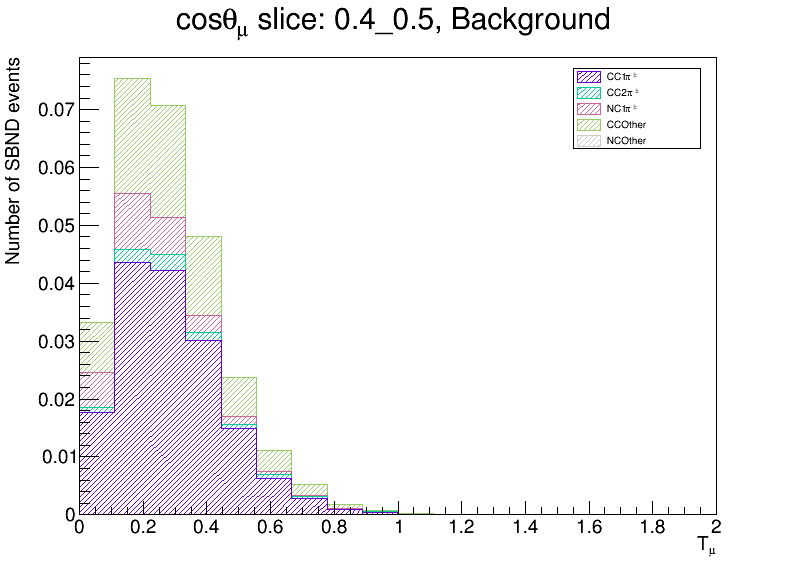 cosθμ slice: 0.4_0.5, Background
Number of SBND events
CC1π ±
CC2π ±
NC1π ±
CCOther
NCOther
0.07
0.06
0.05
0.04
0.03
0.02
0.01
0
0 0.2 0.4 0.6 0.8 1 1.2 1.4 1.6 1.8 2
Tμ